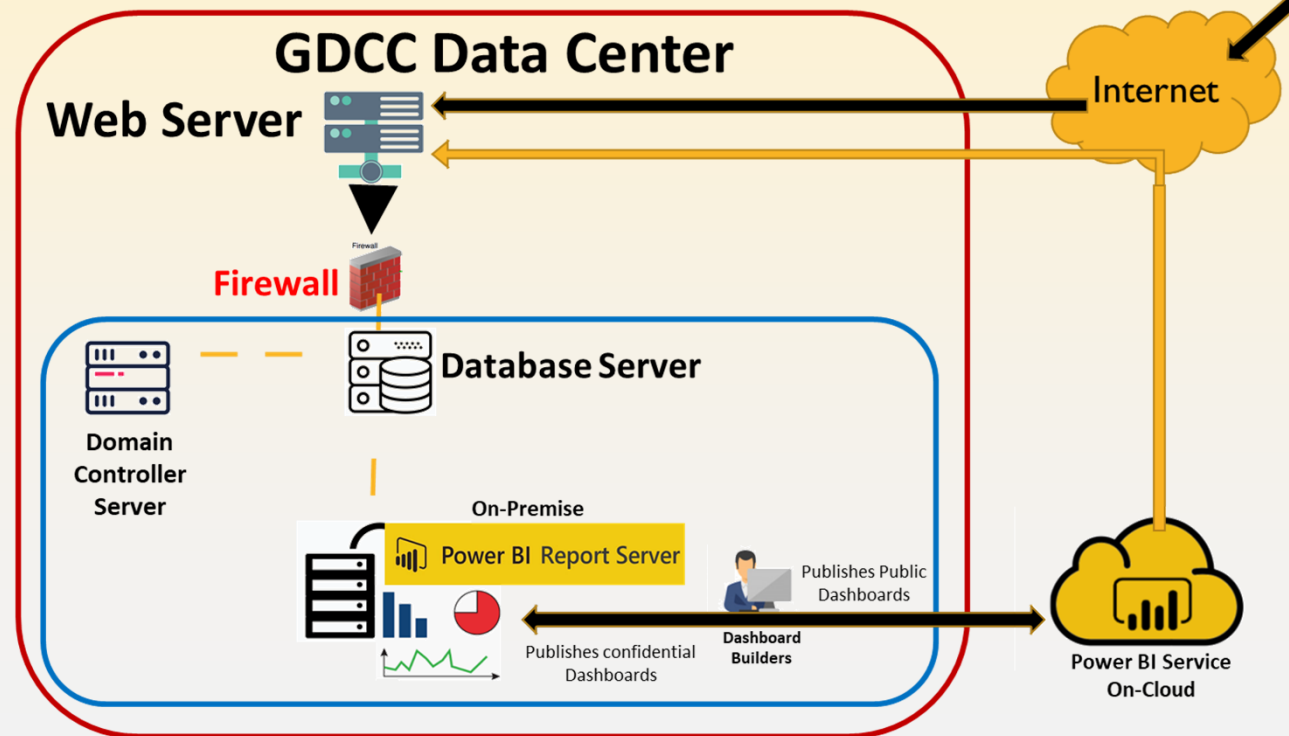 GDCC Data Center
Internet
Web Server
Firewall
Firewall
Database Server
Domain
Controller
Server
On-Premise
Power BI Report Server
Publishes Public
Dashboards
Publishes confidential
Dashboards
Dashboard
Builders
Power BI Service
On-Cloud